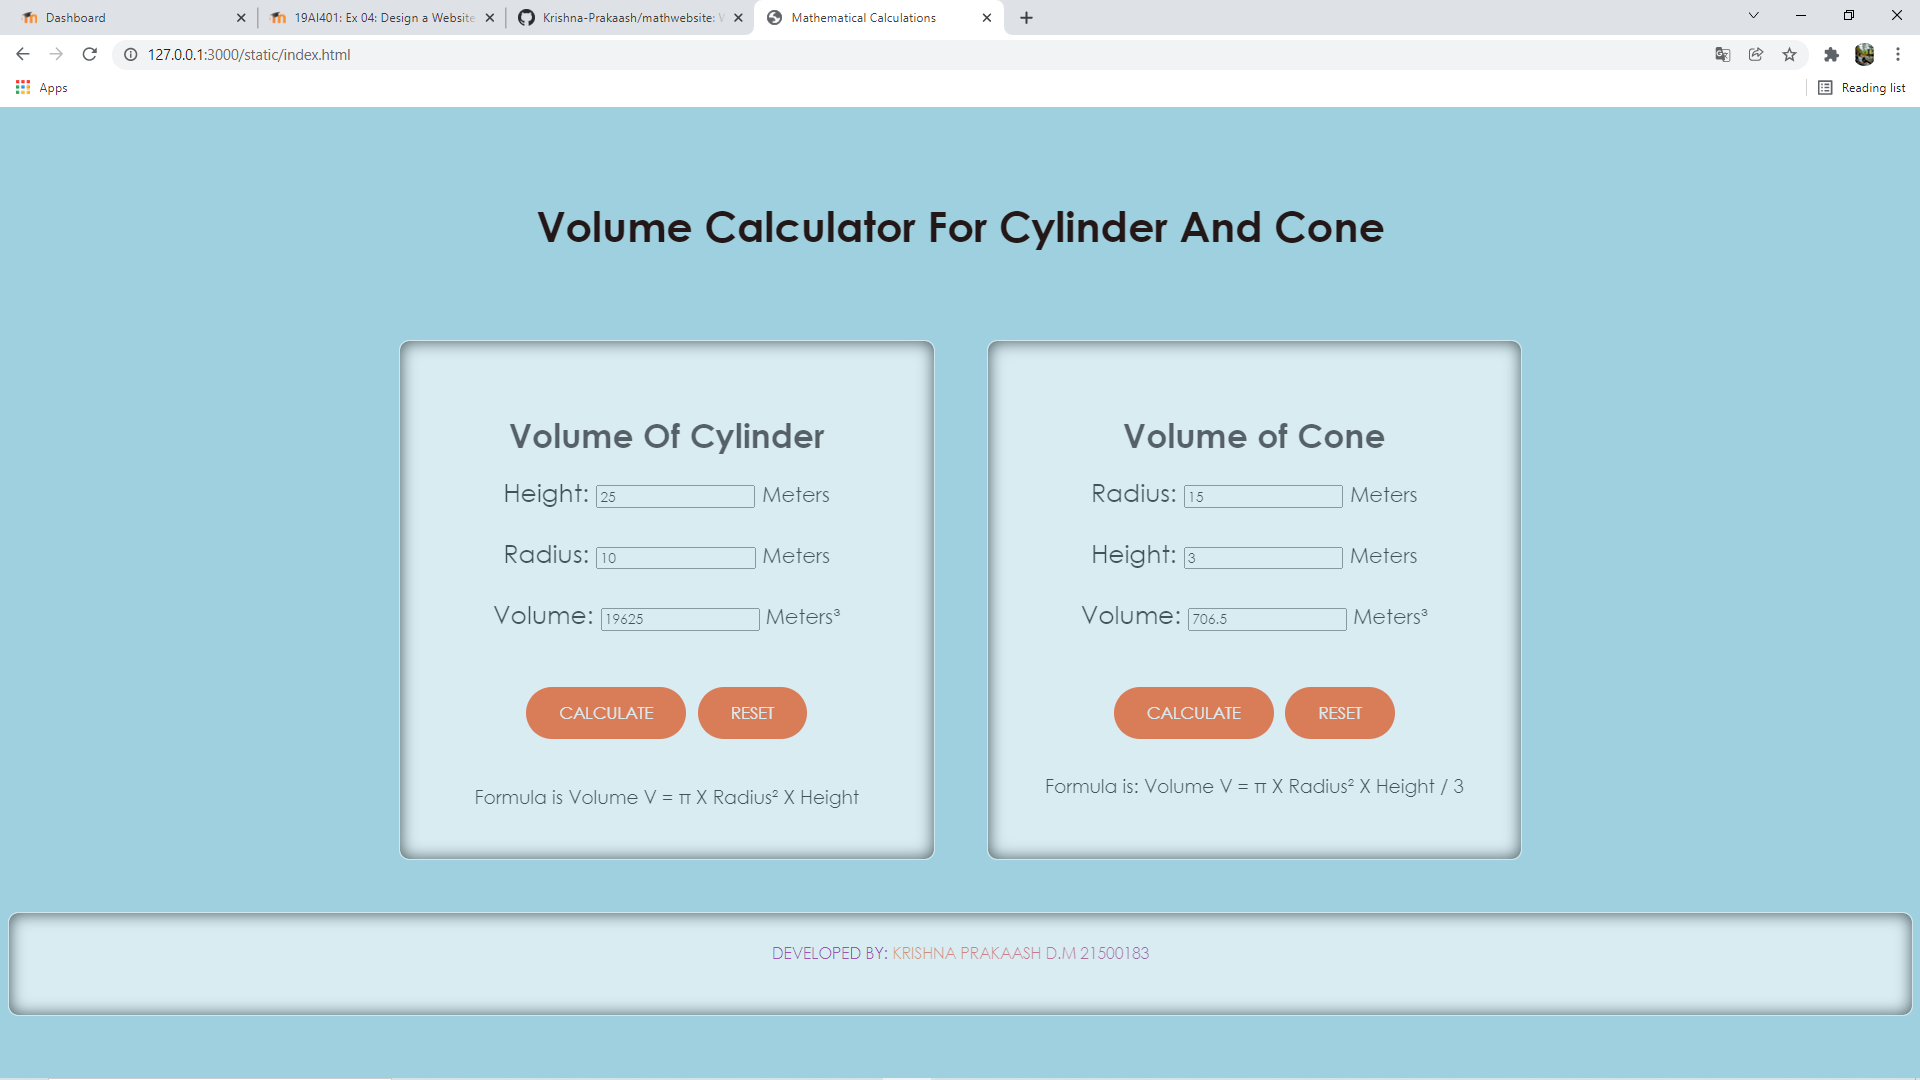 Dashboard
19AI401: Ex 04: Design a Website
Krishna-Prakaash/mathwebsite:
Mathematical Calculations
127.0.0.1:3000/static/index.html
Apps
Reading list
Volume Calculator For Cylinder And Cone
Volume Of Cylinder
Height: 25 Meters
Radius: 10 Meters
Volume: 19625 Meters³
CALCULATE RESET
Formula is Volume V = π X Radius² X Height
Volume of Cone
Radius: 15 Meters
Height: 3 Meters
Volume: 706.5 Meters³
CALCULATE RESET
Formula is: Volume V = π X Radius² X Height / 3
DEVELOPED BY: KRISHNA PRAKAASH D.M 21500183